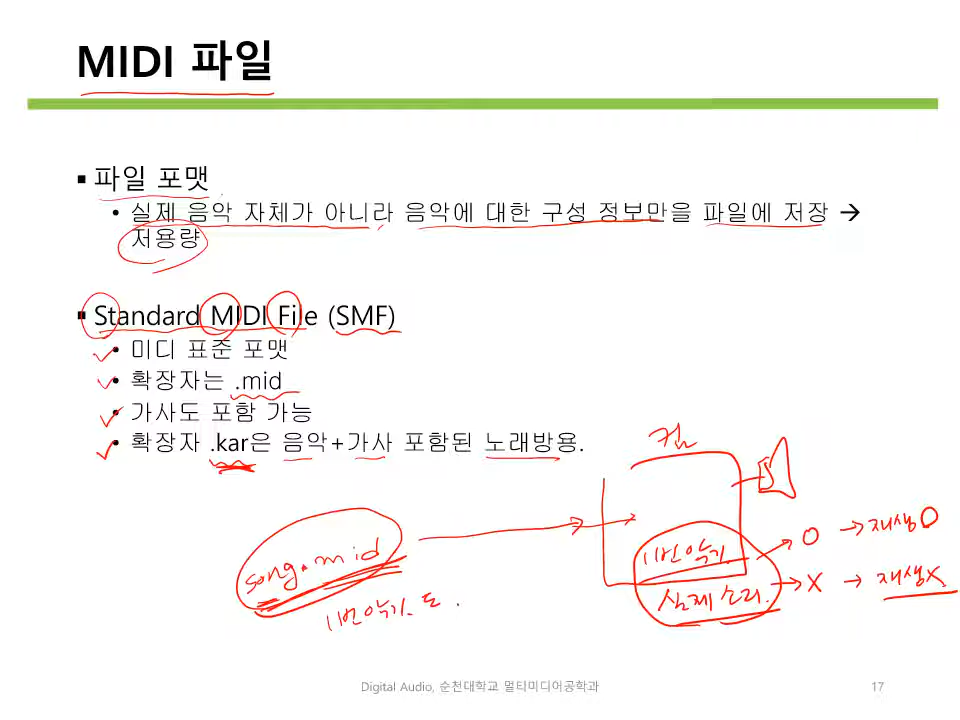 MIDI 파일
▪ 파일 포맷
• 실제 음악 자체가 아니라 음악에 대한 구성 정보만을 파일에 저장 →
저용량
▪ Standard MIDI File (SMF)
• 미디 표준 포맷
• 확장자는 .mid
• 가사도 포함 가능
• 확장자 .kar은 음악+가사 포함된 노래방용.
컴
song.mid
11번 악기 도.
11번 악기
실제 소리.
O → 재생O
X → 재생X
Digital Audio, 순천대학교 멀티미디어공학과
17